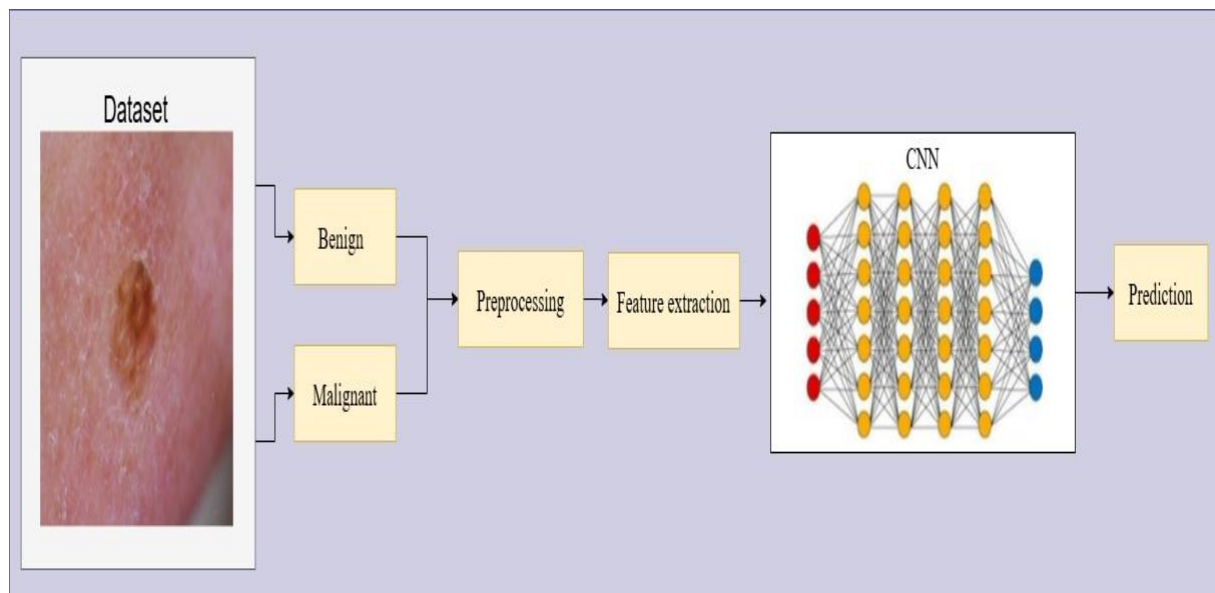 Dataset
Benign
Malignant
Preprocessing
Feature extraction
CNN
Prediction